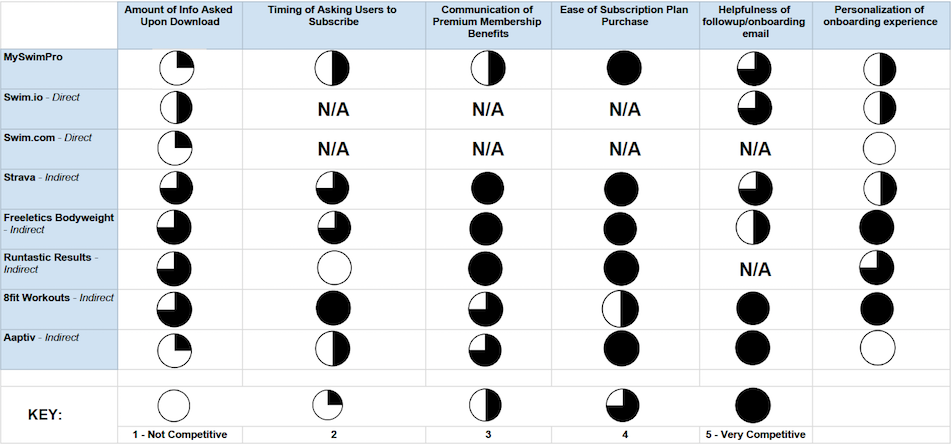 Amount of Info Asked
Upon Download
Timing of Asking Users to
Subscribe
Communication of
Premium Membership
Benefits
Ease of Subscription Plan
Purchase
Helpfulness of
followup/onboarding
email
Personalization of
onboarding experience
MySwimPro
Swim.io - Direct
N/A N/A N/A
Swim.com - Direct
N/A N/A N/A N/A
Strava - Indirect
Freeletics Bodyweight
- Indirect
Runtastic Results -
Indirect
N/A
8fit Workouts - Indirect
Aaptiv - Indirect
KEY:
1 - Not Competitive 2 3 4 5 - Very Competitive